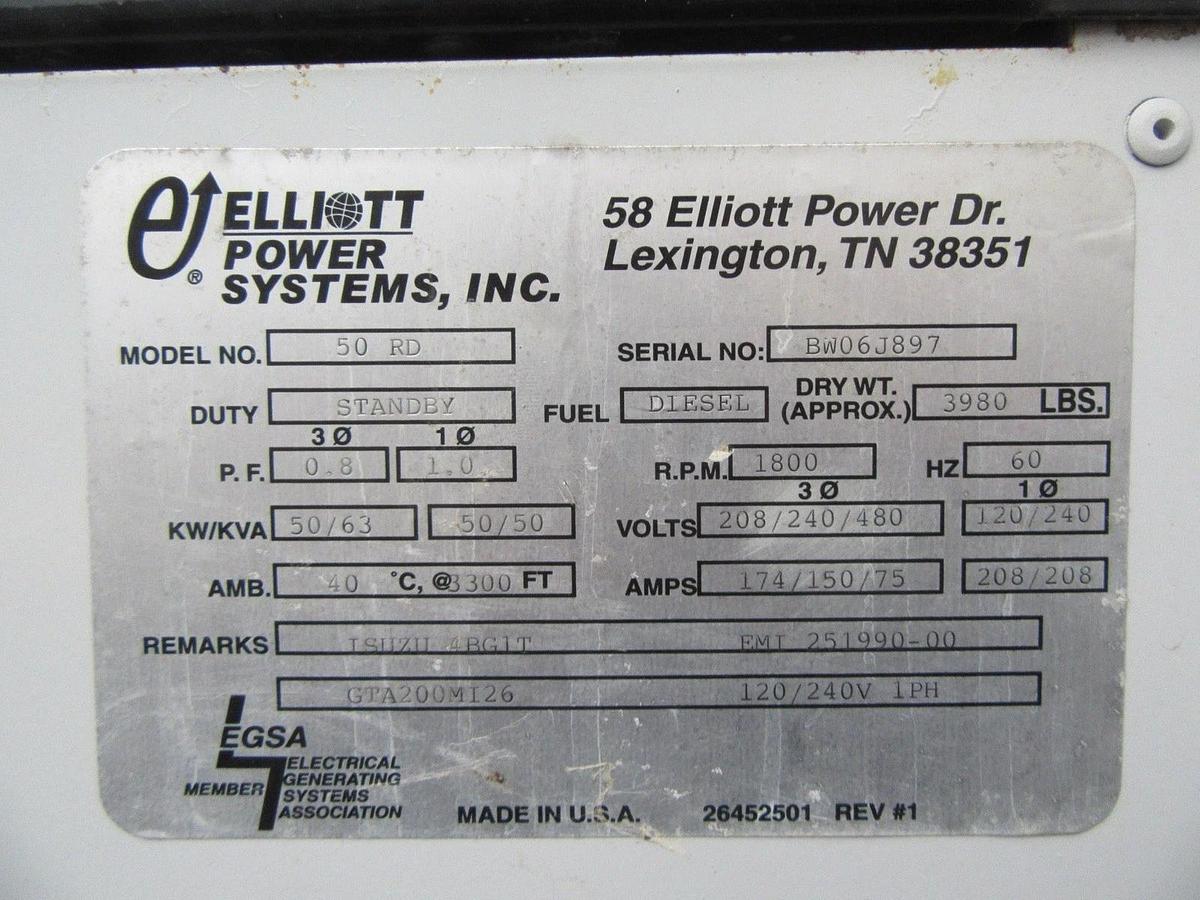 e® ELLIOTT
POWER
SYSTEMS, INC.
58 Elliott Power Dr.
Lexington, TN 38351
MODEL NO. 50 RD SERIAL NO: BW06J897
DUTY STANDBY FUEL DIESEL DRY WT. (APPROX.) 3980 LBS.
3Ø 1Ø
P. F. 0.8 1.0 R.P.M. 1800 HZ 60
3Ø 1Ø
KW/KVA 50/63 50/50 VOLTS 208/240/480 120/240
AMB. 40 °C, @3300 FT AMPS 174/150/75 208/208
REMARKS ISUZU 4BG1T EMI 251990-00
GTA200MI26 120/240V 1PH
EGSA
MEMBER
ELECTRICAL
GENERATING
SYSTEMS
ASSOCIATION
MADE IN U.S.A. 26452501 REV #1